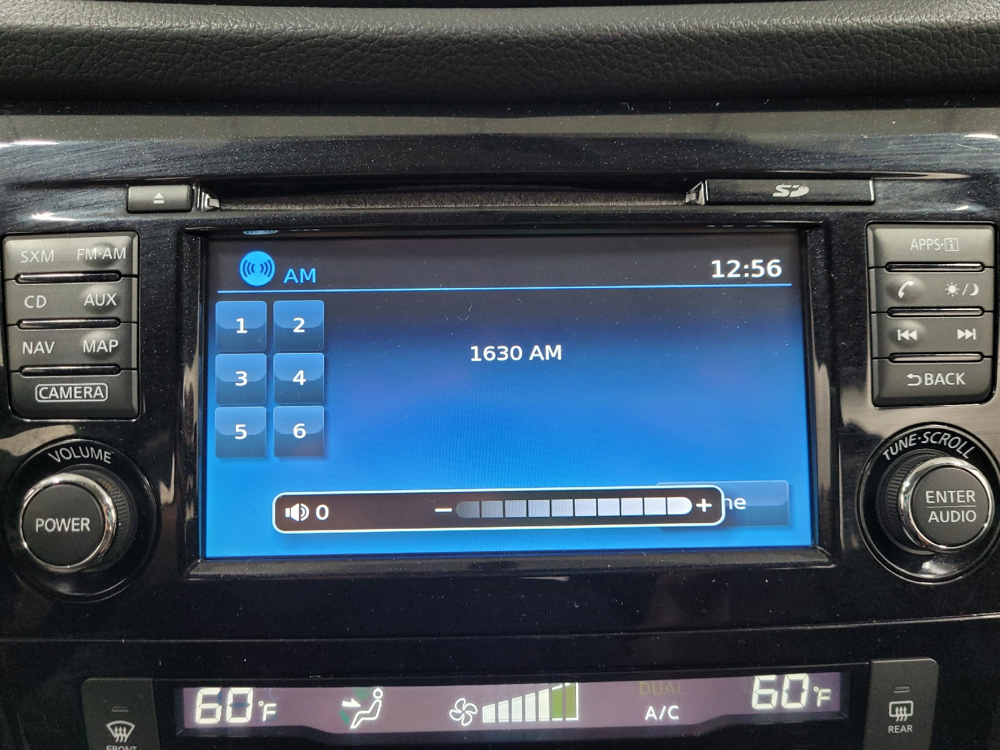 SD
SXM FM·AM
CD AUX
NAV MAP
CAMERA
VOLUME
POWER
AM
12:56
1 2
3 4
5 6
1630 AM
0 − +
ne
APPS·i
BACK
TUNE·SCROLL
ENTER
AUDIO
60°F
DUAL
A/C
60°F
FRONT
REAR